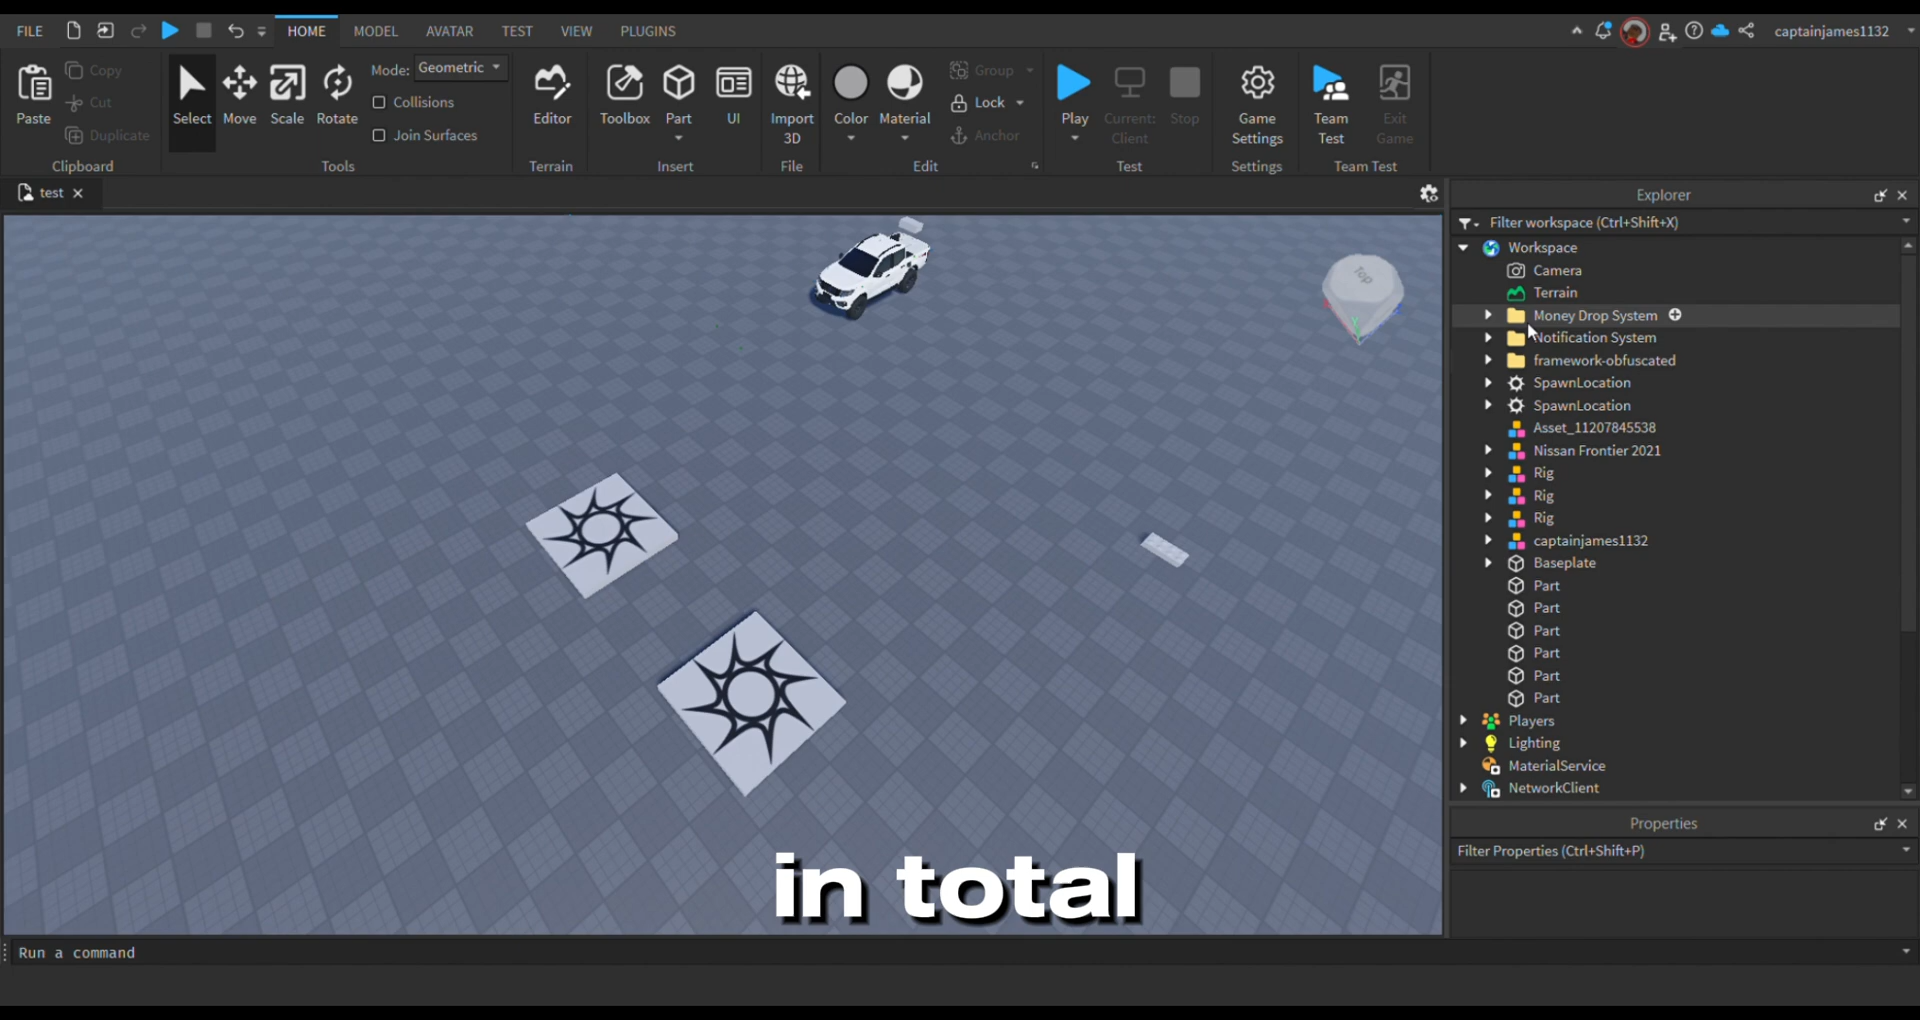 FILE HOME MODEL AVATAR TEST VIEW PLUGINS captainjames1132
Paste Copy Cut Duplicate Clipboard
Select Move Scale Rotate Mode: Geometric Collisions Join Surfaces Tools
Editor Terrain
Toolbox Part UI Insert
Import 3D File
Color Material Group Lock Anchor Edit
Play Current: Client Stop Test
Game Settings Settings
Team Test Exit Game Team Test
test
Explorer
Filter workspace (Ctrl+Shift+X)
Workspace
Camera
Terrain
Money Drop System
Notification System
framework-obfuscated
SpawnLocation
SpawnLocation
Asset_11207845538
Nissan Frontier 2021
Rig
Rig
Rig
captainjames1132
Baseplate
Part
Part
Part
Part
Part
Part
Players
Lighting
MaterialService
NetworkClient
Top
Y
Properties
Filter Properties (Ctrl+Shift+P)
in total
Run a command